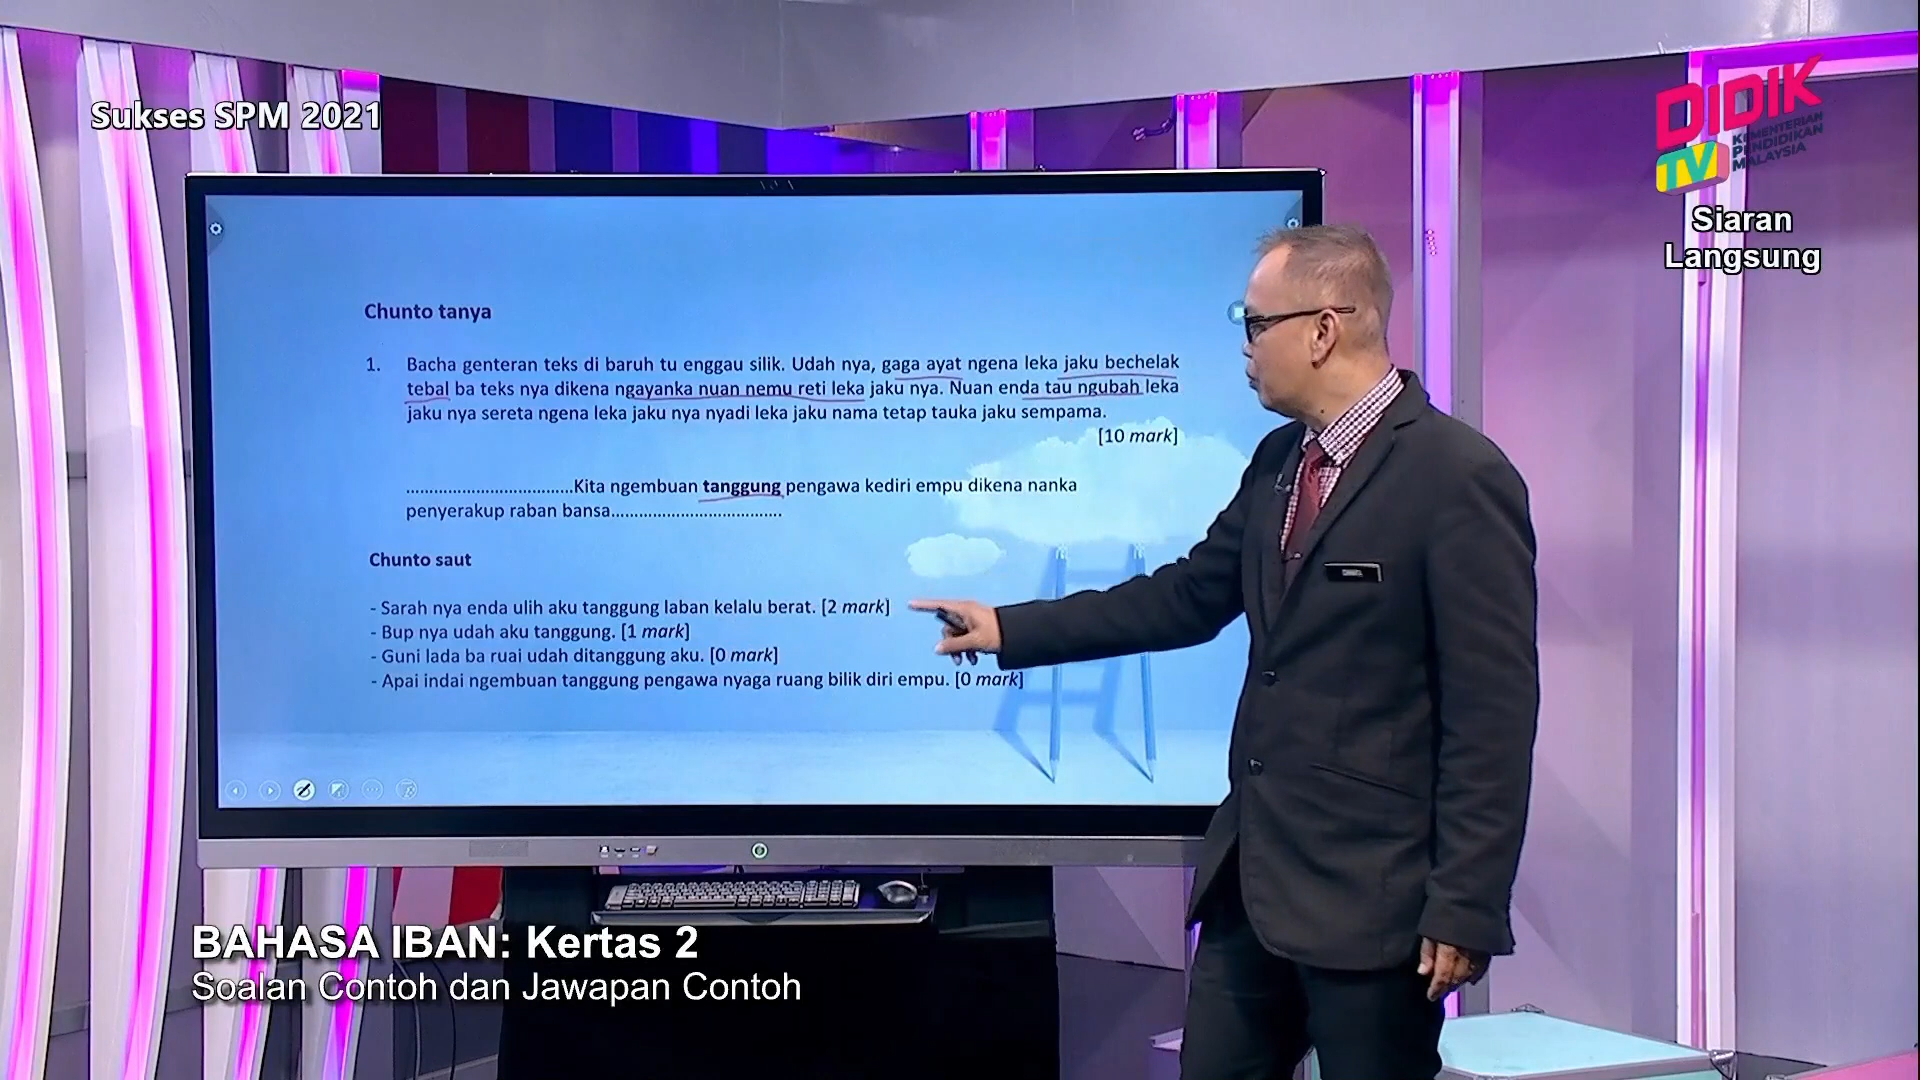 Sukses SPM 2021
DIDIK
TV
KEMENTERIAN
PENDIDIKAN
MALAYSIA
Siaran
Langsung
Chunto tanya
1. Bacha genteran teks di baruh tu enggau silik. Udah nya, gaga ayat ngena leka jaku bechelak
tebal ba teks nya dikena ngayanka nuan nemu reti leka jaku nya. Nuan enda tau ngubah leka
jaku nya sereta ngena leka jaku nya nyadi leka jaku nama tetap tauka jaku sempama.
[10 mark]
....................................Kita ngembuan tanggung pengawa kediri empu dikena nanka
penyerakup raban bansa.....................................
Chunto saut
- Sarah nya enda ulih aku tanggung laban kelalu berat. [2 mark]
- Bup nya udah aku tanggung. [1 mark]
- Guni lada ba ruai udah ditanggung aku. [0 mark]
- Apai indai ngembuan tanggung pengawa nyaga ruang bilik diri empu. [0 mark]
BAHASA IBAN: Kertas 2
Soalan Contoh dan Jawapan Contoh